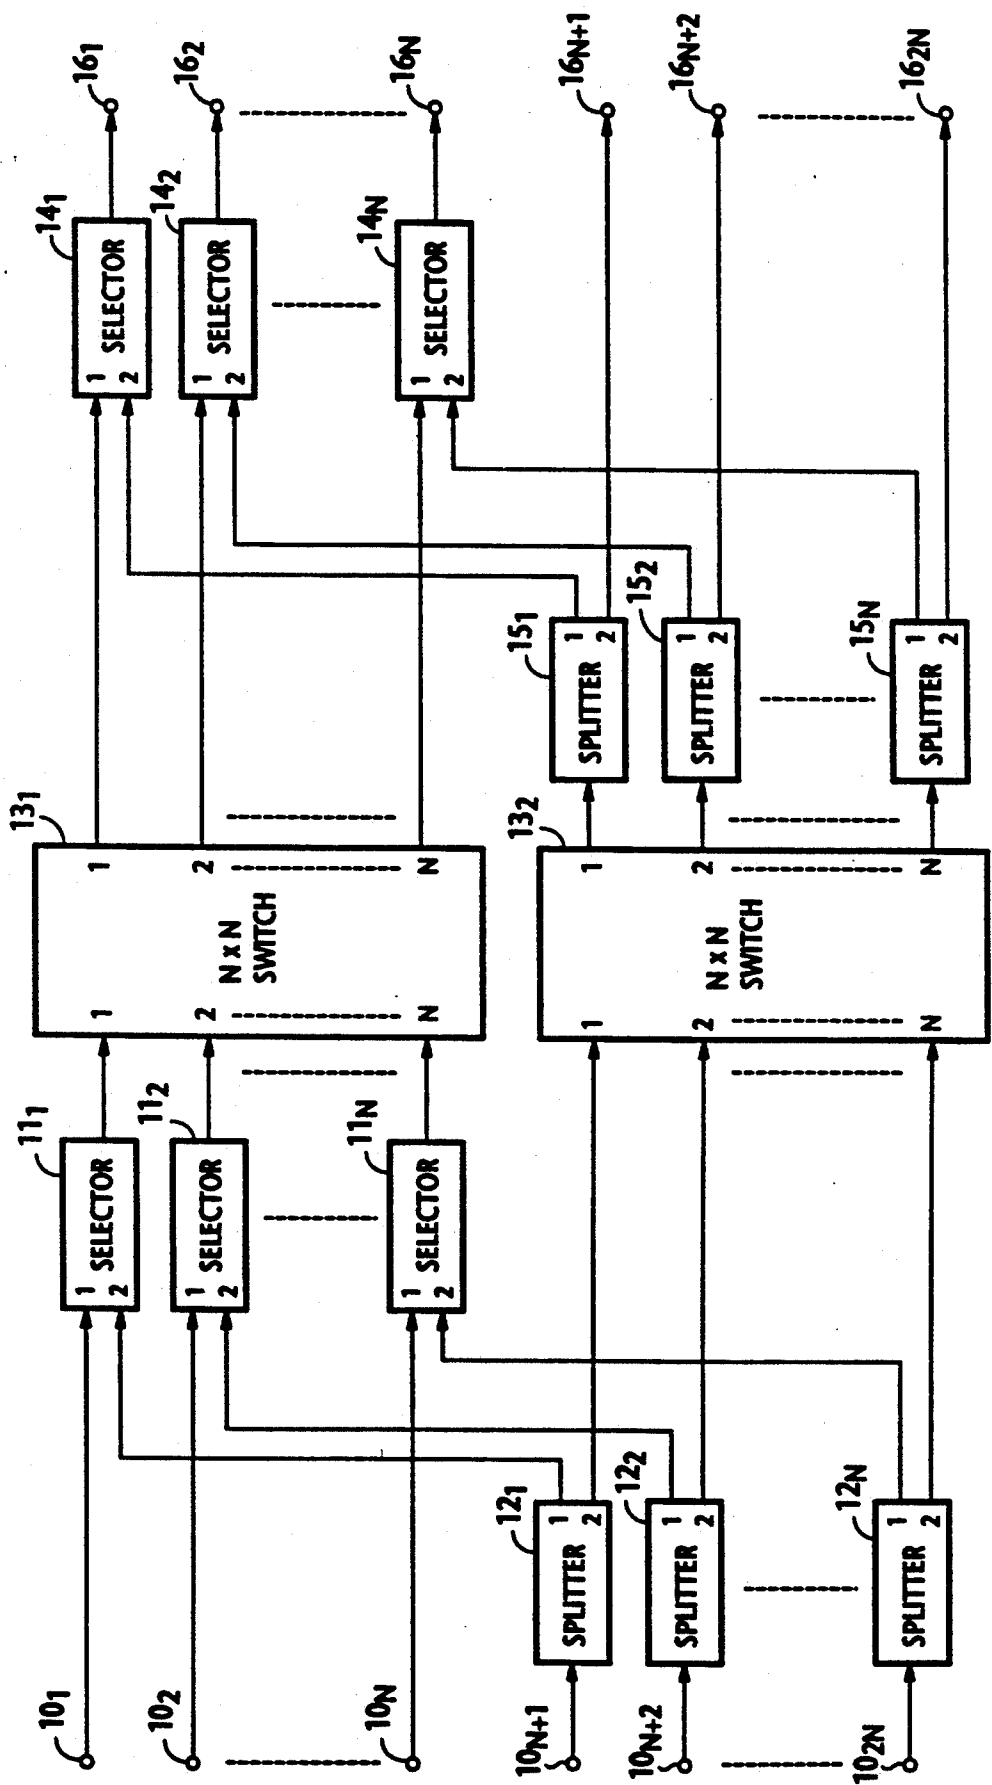 10₁
10₂
10N
10N+1
10N+2
10₂N
1
2
SELECTOR
11₁
1
2
SELECTOR
11₂
1
2
SELECTOR
11N
SPLITTER
1
2
12₁
SPLITTER
1
2
12₂
SPLITTER
1
2
12N
1
2
N
N x N
SWITCH
1
2
N
13₁
1
2
N
N x N
SWITCH
1
2
N
13₂
1
2
SELECTOR
14₁
1
2
SELECTOR
14₂
1
2
SELECTOR
14N
SPLITTER
1
2
15₁
SPLITTER
1
2
15₂
SPLITTER
1
2
15N
16₁
16₂
16N
16N+1
16N+2
16₂N